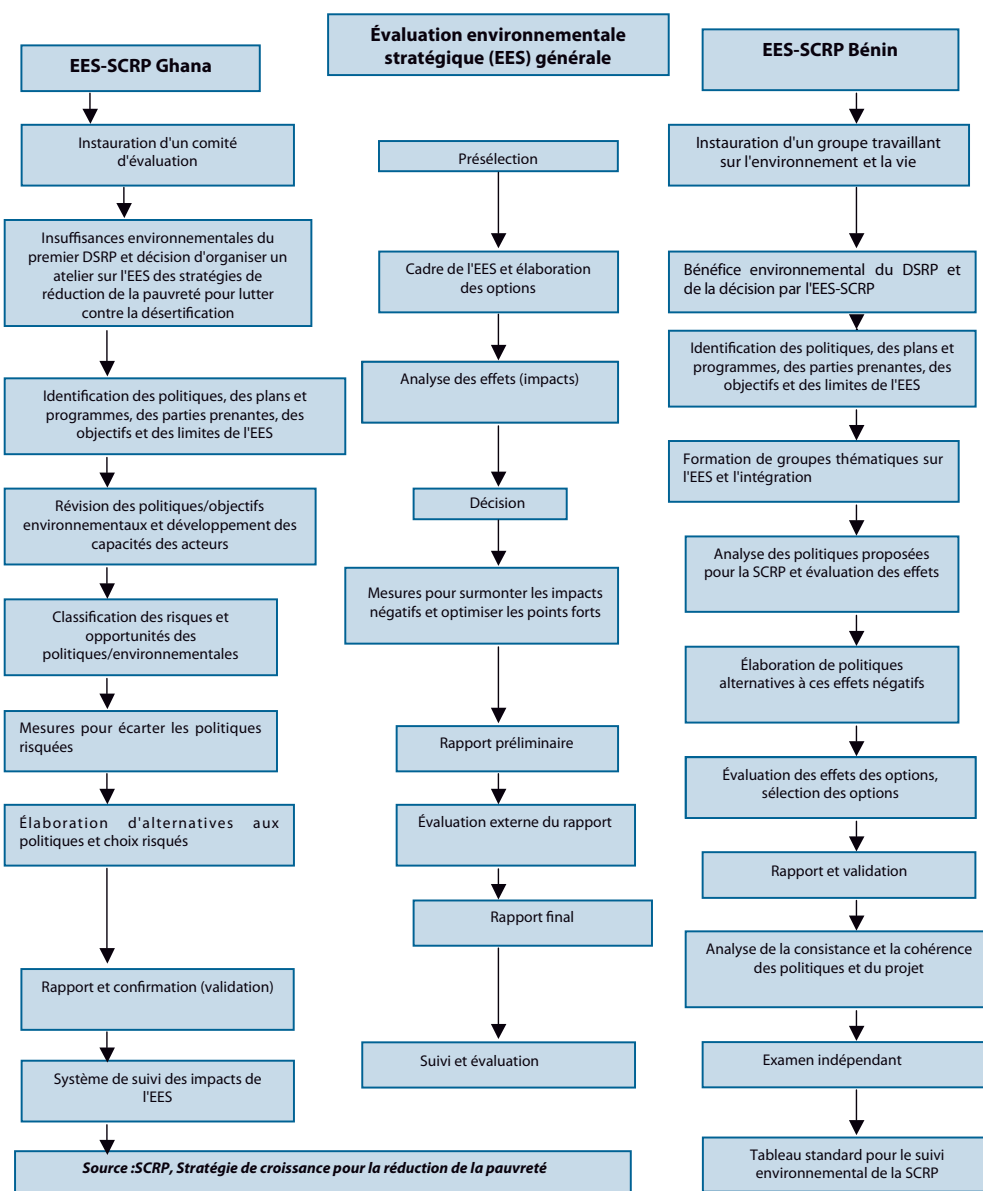 EES-SCRP Ghana
Instauration d'un comité
d'évaluation
Insuffisances environnementales du
premier DSRP et décision d'organiser un
atelier sur l'EES des stratégies de
réduction de la pauvreté pour lutter
contre la désertification
Identification des politiques, des plans et
programmes, des parties prenantes, des
objectifs et des limites de l'EES
Révision des politiques/objectifs
environnementaux et développement des
capacités des acteurs
Classification des risques et
opportunités des
politiques/environnementales
Mesures pour écarter les politiques
risquées
Élaboration d'alternatives aux
politiques et choix risqués
Rapport et confirmation (validation)
Système de suivi des impacts de
l'EES
Évaluation environnementale
stratégique (EES) générale
Présélection
Cadre de l'EES et élaboration
des options
Analyse des effets (impacts)
Décision
Mesures pour surmonter les impacts
négatifs et optimiser les points forts
Rapport préliminaire
Évaluation externe du rapport
Rapport final
Suivi et évaluation
EES-SCRP Bénin
Instauration d'un groupe travaillant
sur l'environnement et la vie
Bénéfice environnemental du DSRP et
de la décision par l'EES-SCRP
Identification des politiques, des plans et
programmes, des parties prenantes, des
objectifs et des limites de l'EES
Formation de groupes thématiques sur
l'EES et l'intégration
Analyse des politiques proposées
pour la SCRP et évaluation des effets
Élaboration de politiques
alternatives à ces effets négatifs
Évaluation des effets des options,
sélection des options
Rapport et validation
Analyse de la consistance et la cohérence
des politiques et du projet
Examen indépendant
Tableau standard pour le suivi
environnemental de la SCRP
Source :SCRP, Stratégie de croissance pour la réduction de la pauvreté